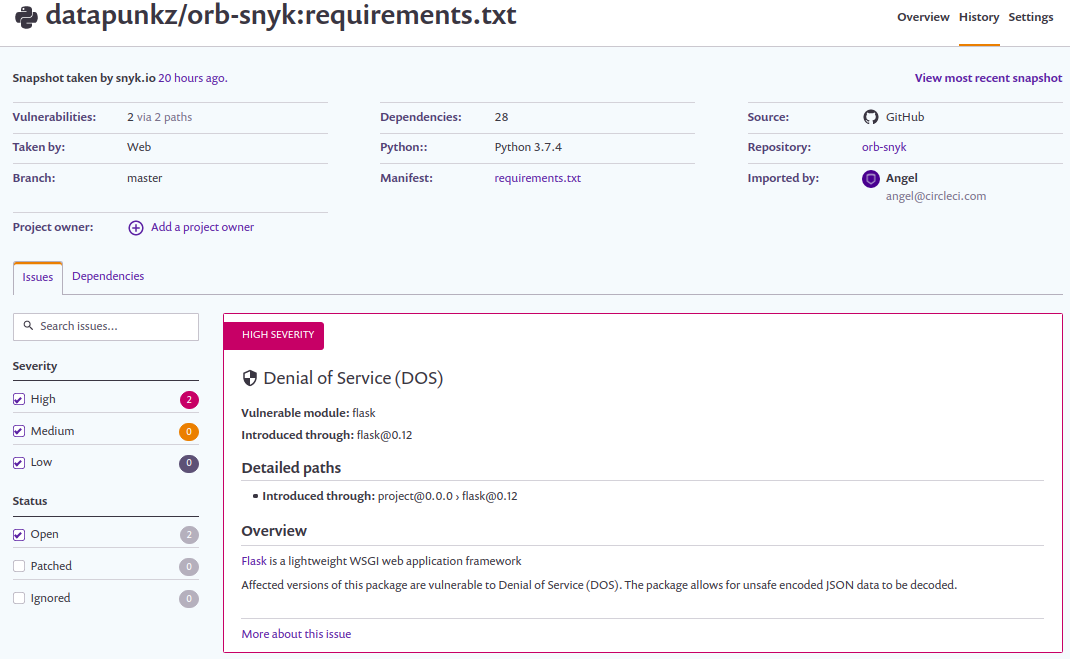 datapunkz/orb-snyk:requirements.txt
Overview History Settings
Snapshot taken by snyk.io 20 hours ago.
View most recent snapshot
Vulnerabilities: 2 via 2 paths
Dependencies: 28
Source: GitHub
Taken by: Web
Python:: Python 3.7.4
Repository: orb-snyk
Branch: master
Manifest: requirements.txt
Imported by: Angel
angel@circleci.com
Project owner: Add a project owner
Issues Dependencies
Search issues...
Severity
High 2
Medium 0
Low 0
Status
Open 2
Patched 0
Ignored 0
HIGH SEVERITY
Denial of Service (DOS)
Vulnerable module: flask
Introduced through: flask@0.12
Detailed paths
▪ Introduced through: project@0.0.0 › flask@0.12
Overview
Flask is a lightweight WSGI web application framework
Affected versions of this package are vulnerable to Denial of Service (DOS). The package allows for unsafe encoded JSON data to be decoded.
More about this issue